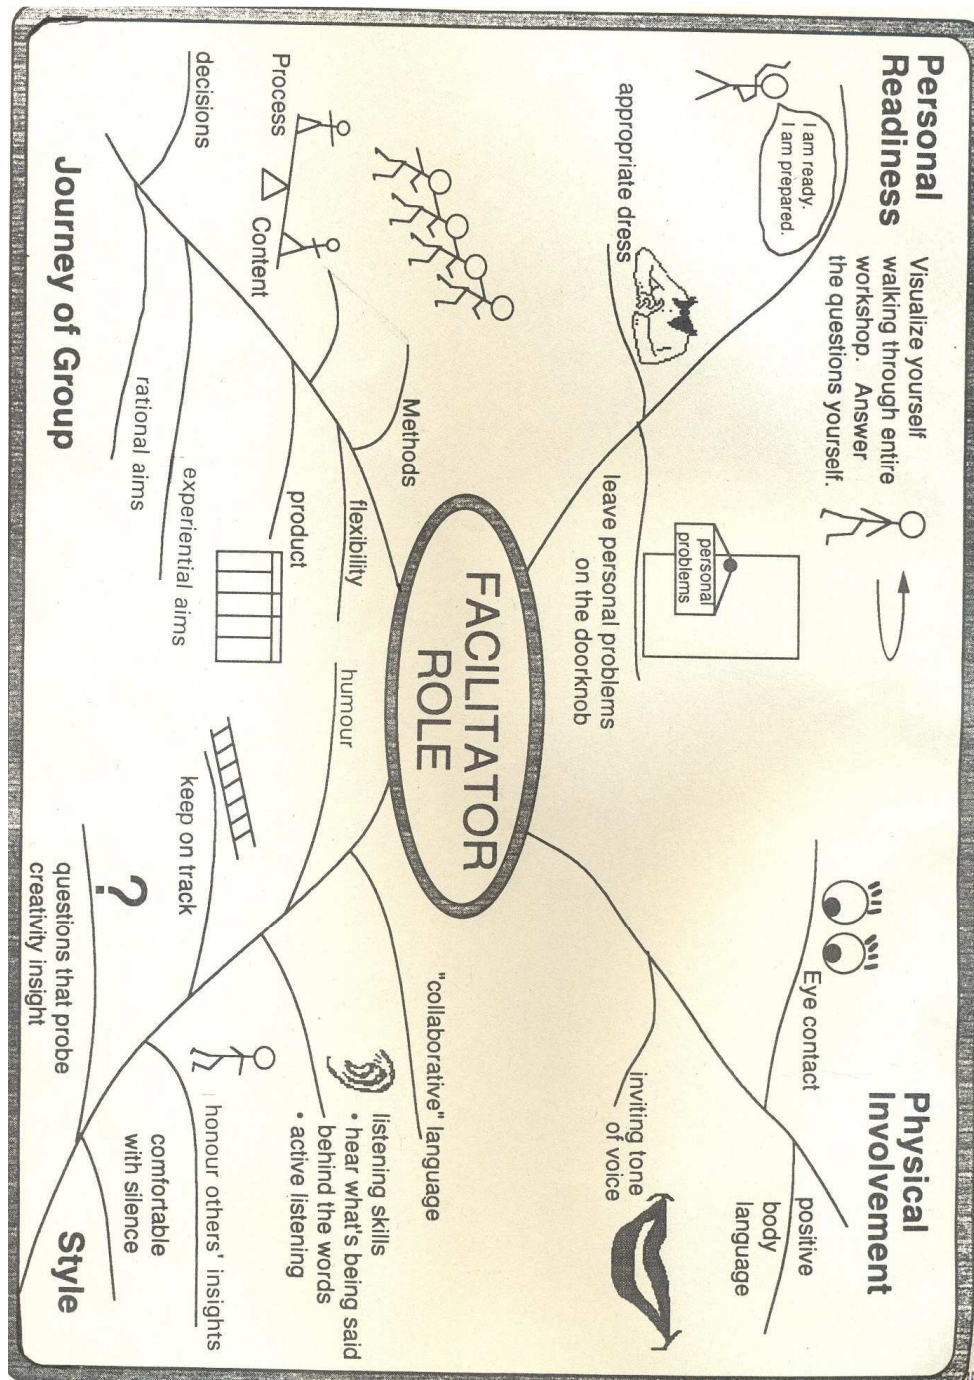 Personal
Readiness
I am ready.
I am prepared.
Visualize yourself
walking through entire
workshop. Answer
the questions yourself.
appropriate dress
personal
problems
leave personal problems
on the doorknob
Physical
Involvement
Eye contact
positive
body
language
inviting tone
of voice
FACILITATOR
ROLE
Journey of Group
Methods
Process
Content
flexibility
product
decisions
experiential aims
rational aims
Style
"collaborative" language
humour
listening skills
• hear what's being said
behind the words
• active listening
keep on track
honour others' insights
?
questions that probe
creativity insight
comfortable
with silence